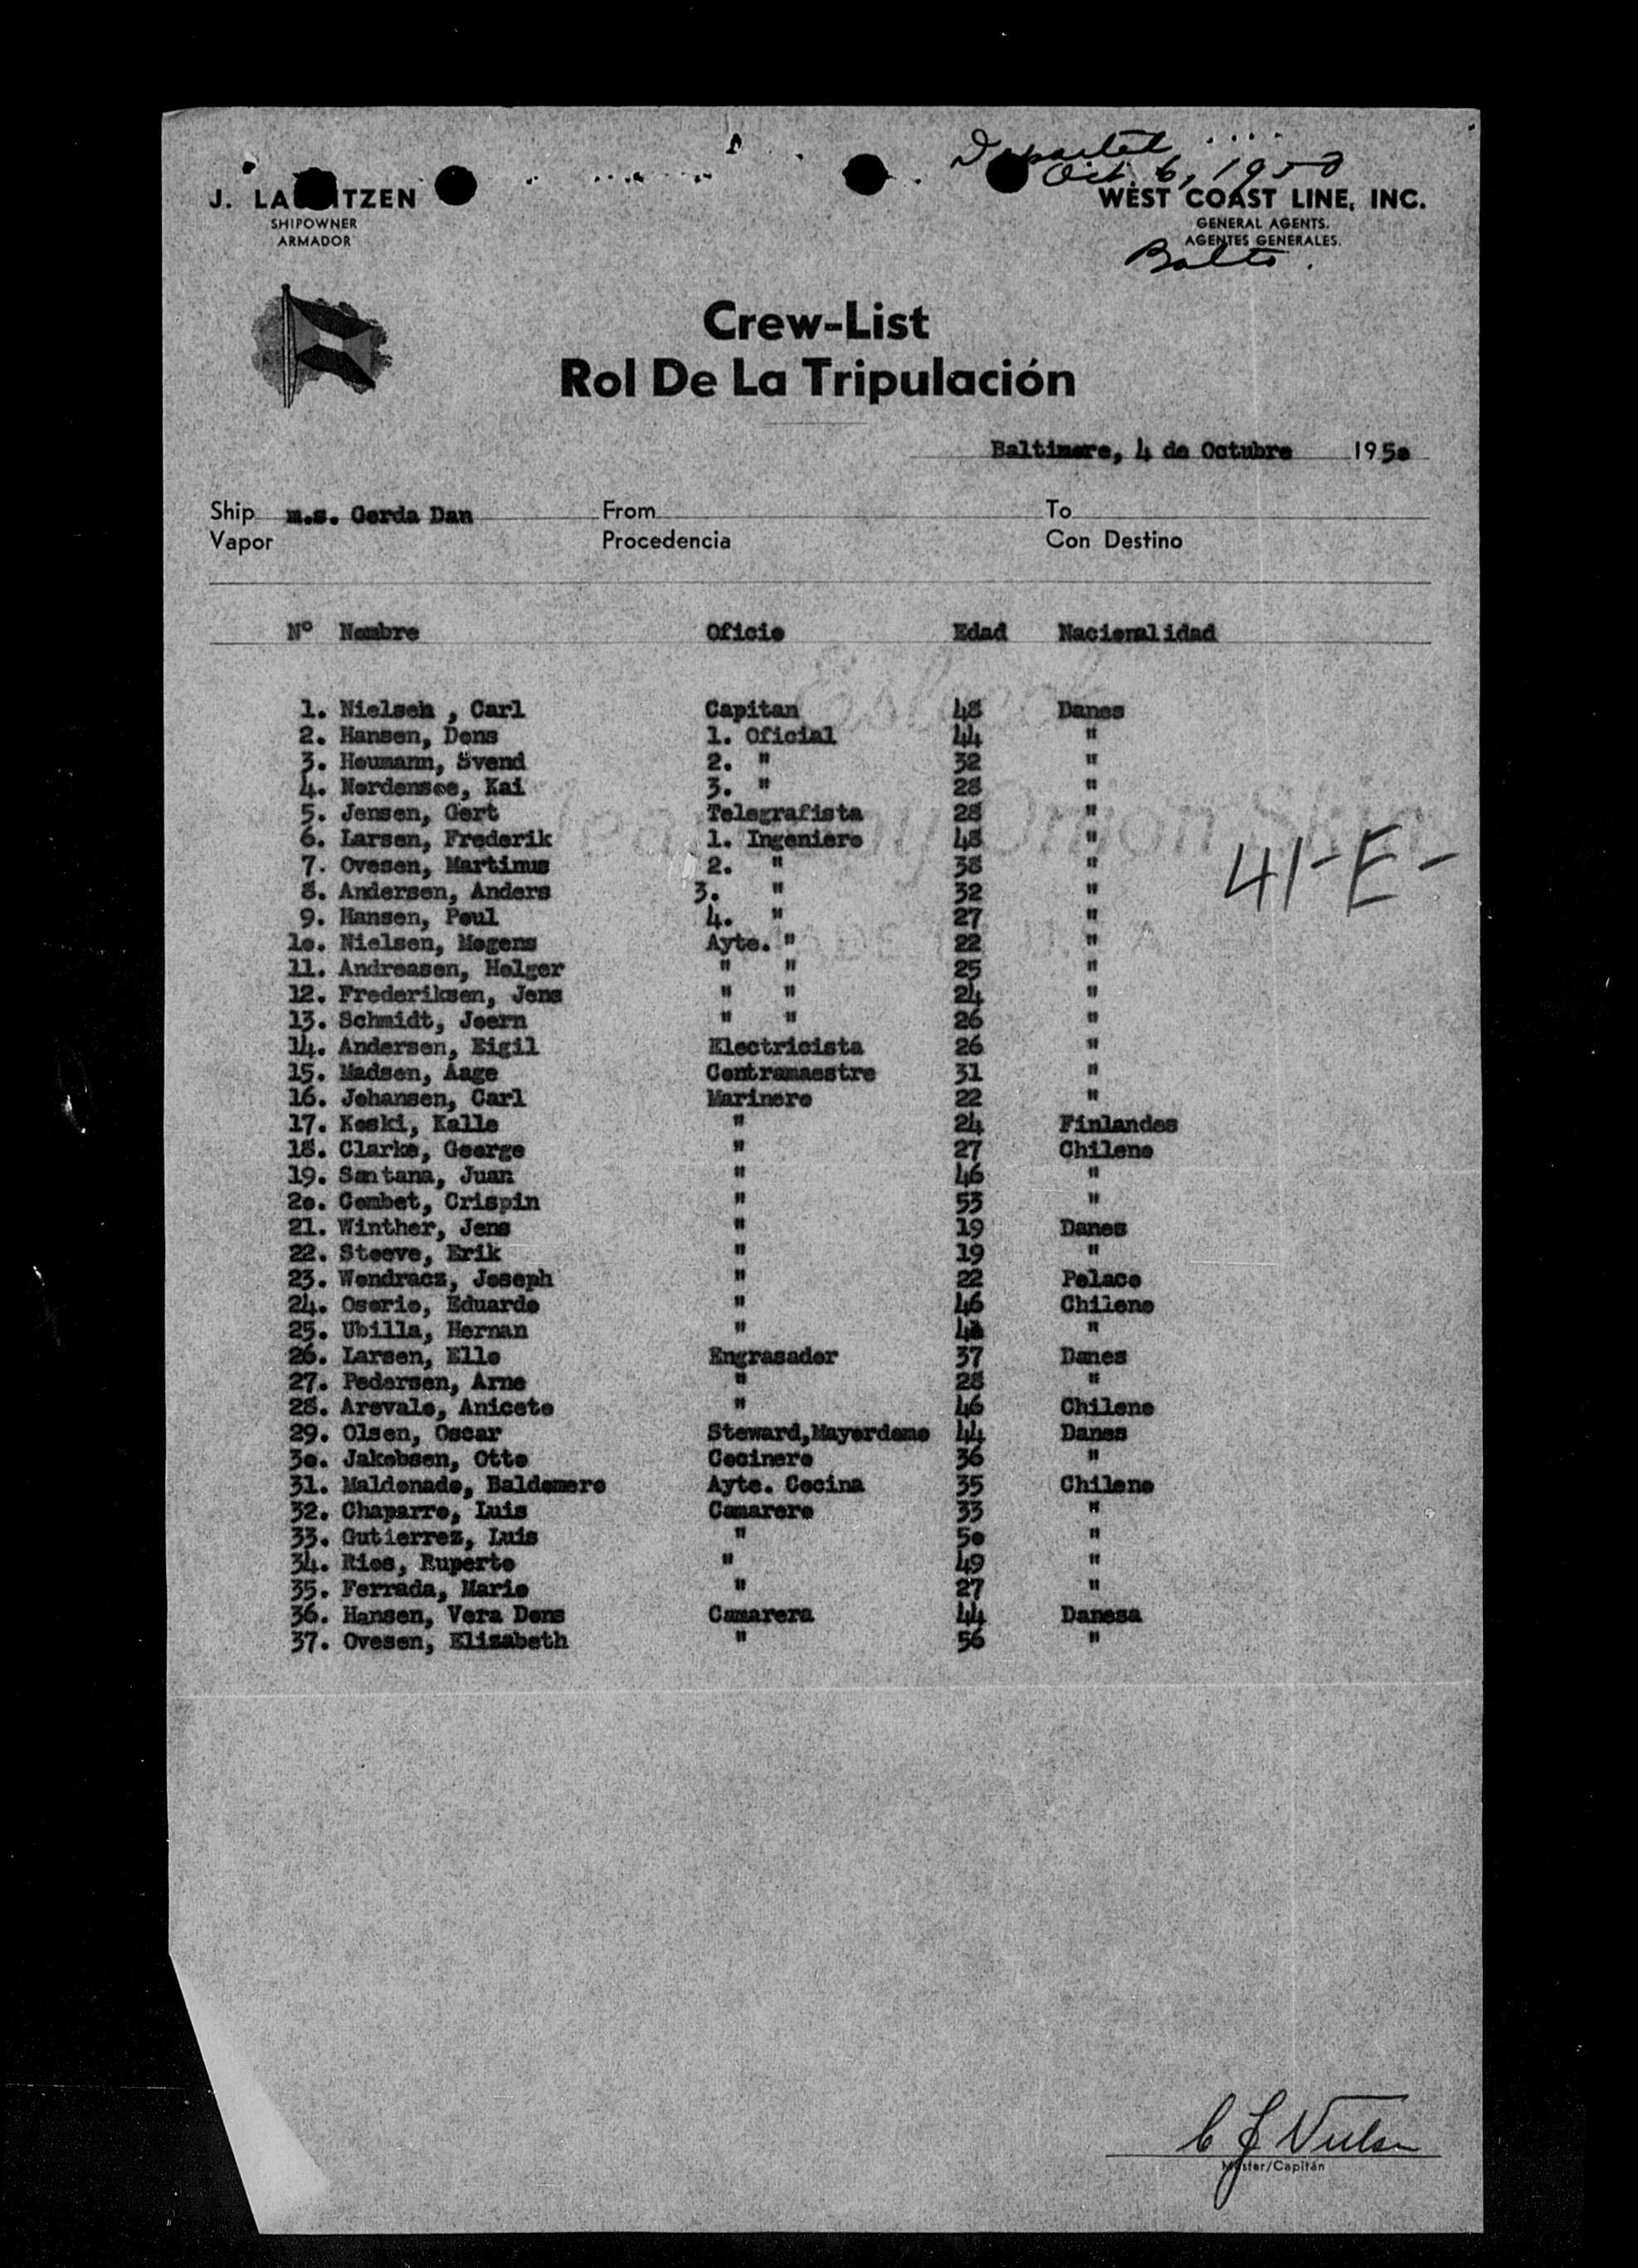 Departed
Oct. 6, 1950
J. LA TZEN WEST COAST LINE, INC.
SHIPOWNER GENERAL AGENTS.
ARMADOR AGENTES GENERALES.
Balto.
Crew-List
Rol De La Tripulación
Baltimore, 4 de Octubre 1950
Ship m.s. Gerda Dan From To
Vapor Procedencia Con Destino
Nº Nombre Oficio Edad Nacionalidad
1. Nielsen , Carl Capitan 48 Danes
2. Hansen, Dons 1. Oficial 44 "
3. Heumann, Svend 2. " 32 "
4. Nordensee, Kai 3. " 28 "
5. Jensen, Gert Telegrafista 28 "
6. Larsen, Frederik 1. Ingeniero 48 "
7. Ovesen, Martinus 2. " 38 "
41-E-
8. Andersen, Anders 3. " 32 "
9. Hansen, Poul 4. " 27 "
10. Nielsen, Mogens Ayte. " 22 "
11. Andreasen, Holger " " 25 "
12. Frederiksen, Jens " " 24 "
13. Schmidt, Joern " " 26 "
14. Andersen, Eigil Electricista 26 "
15. Madsen, Aage Contramaestre 31 "
16. Johansen, Carl Marinero 22 "
17. Koski, Kalle " 24 Finlandes
18. Clarke, George " 27 Chileno
19. Santana, Juan " 46 "
20. Gombet, Crispin " 53 "
21. Winther, Jens " 19 Danes
22. Steeve, Erik " 19 "
23. Wendracz, Joseph " 22 Polaco
24. Osorio, Eduardo " 46 Chileno
25. Ubilla, Hernan " "
26. Larsen, Elle Engrasador 37 Danes
27. Pedersen, Arne " 28 "
28. Arevalo, Aniceto " 46 Chileno
29. Olsen, Oscar Steward,Mayordomo 44 Danes
30. Jakobsen, Otto Cocinero 36 "
31. Maldonado, Baldomero Ayte. Cocina 35 Chileno
32. Chaparro, Luis Camarero 33 "
33. Gutierrez, Luis " 50 "
34. Rios, Ruperto " 49 "
35. Ferrada, Mario " 27 "
36. Hansen, Vera Dons Camarera 44 Danesa
37. Ovesen, Elizabeth " 56 "
C J Nielsen
Master/Capitán